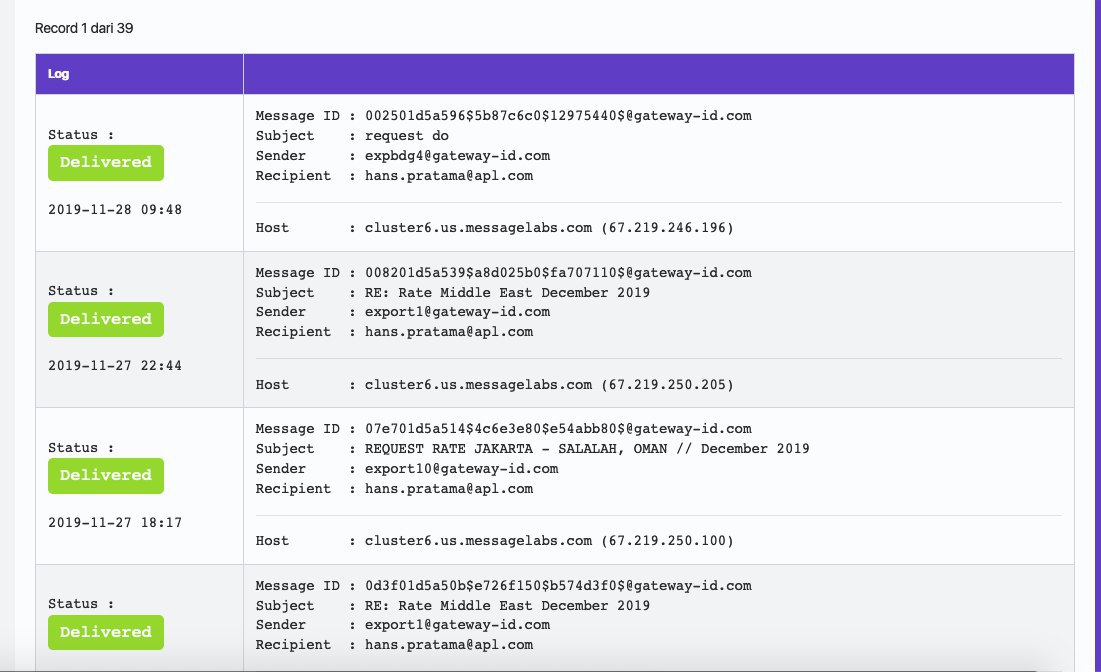 Record 1 dari 39
Log
Status :
Delivered
2019-11-28 09:48
Message ID : 002501d5a596$5b87c6c0$12975440$@gateway-id.com
Subject : request do
Sender : expbdg4@gateway-id.com
Recipient : hans.pratama@apl.com
Host : cluster6.us.messagelabs.com (67.219.246.196)
Status :
Delivered
2019-11-27 22:44
Message ID : 008201d5a539$a8d025b0$fa707110$@gateway-id.com
Subject : RE: Rate Middle East December 2019
Sender : export1@gateway-id.com
Recipient : hans.pratama@apl.com
Host : cluster6.us.messagelabs.com (67.219.250.205)
Status :
Delivered
2019-11-27 18:17
Message ID : 07e701d5a514$4c6e3e80$e54abb80$@gateway-id.com
Subject : REQUEST RATE JAKARTA - SALALAH, OMAN // December 2019
Sender : export10@gateway-id.com
Recipient : hans.pratama@apl.com
Host : cluster6.us.messagelabs.com (67.219.250.100)
Status :
Delivered
Message ID : 0d3f01d5a50b$e726f150$b574d3f0$@gateway-id.com
Subject : RE: Rate Middle East December 2019
Sender : export1@gateway-id.com
Recipient : hans.pratama@apl.com